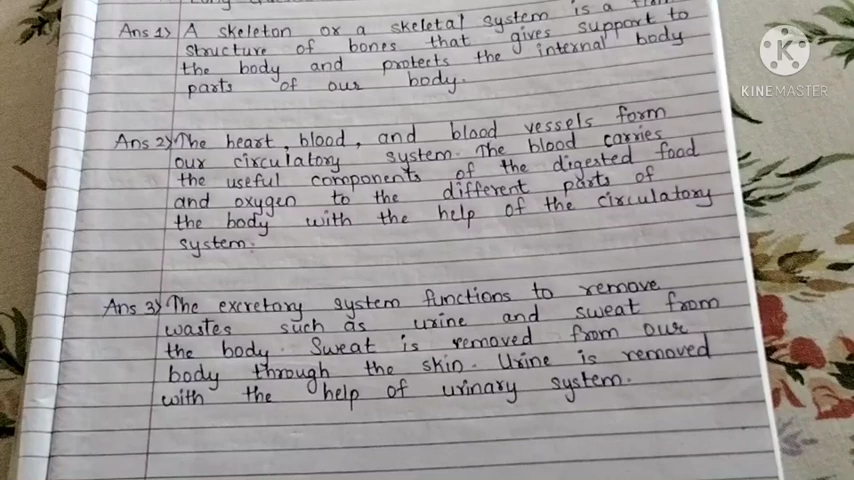 Long
Ans 1) A skeleton or a skeletal system is a
structure of bones that gives support to
the body and protects the internal body
parts of our body.
Ans 2) The heart, blood, and blood vessels form
our circulatory system. The blood carries
the useful components of the digested food
and oxygen to the different parts of
the body with the help of the circulatory
system.
Ans 3) The excretory system functions to remove
wastes such as urine and sweat from
the body. Sweat is removed from our
body through the skin. Urine is removed
with the help of urinary system.
KINEMASTER